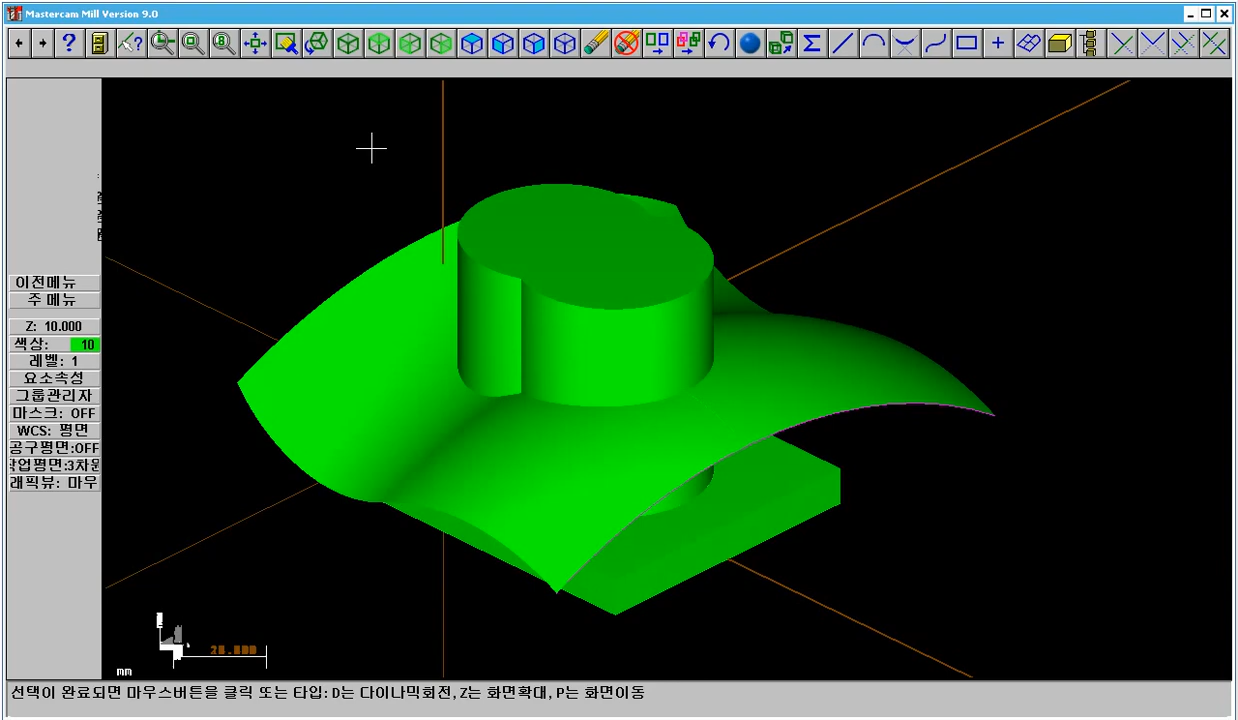 Mastercam Mill Version 9.0
이전메뉴
주 메뉴
Z: 10.000
색상: 10
레벨: 1
요소속성
그룹관리자
마스크: OFF
WCS: 평면
공구평면:OFF
작업평면:3차원
래픽뷰: 마우
mm
선택이 완료되면 마우스버튼을 클릭 또는 타입: D는 다이나믹회전, Z는 화면확대, P는 화면이동